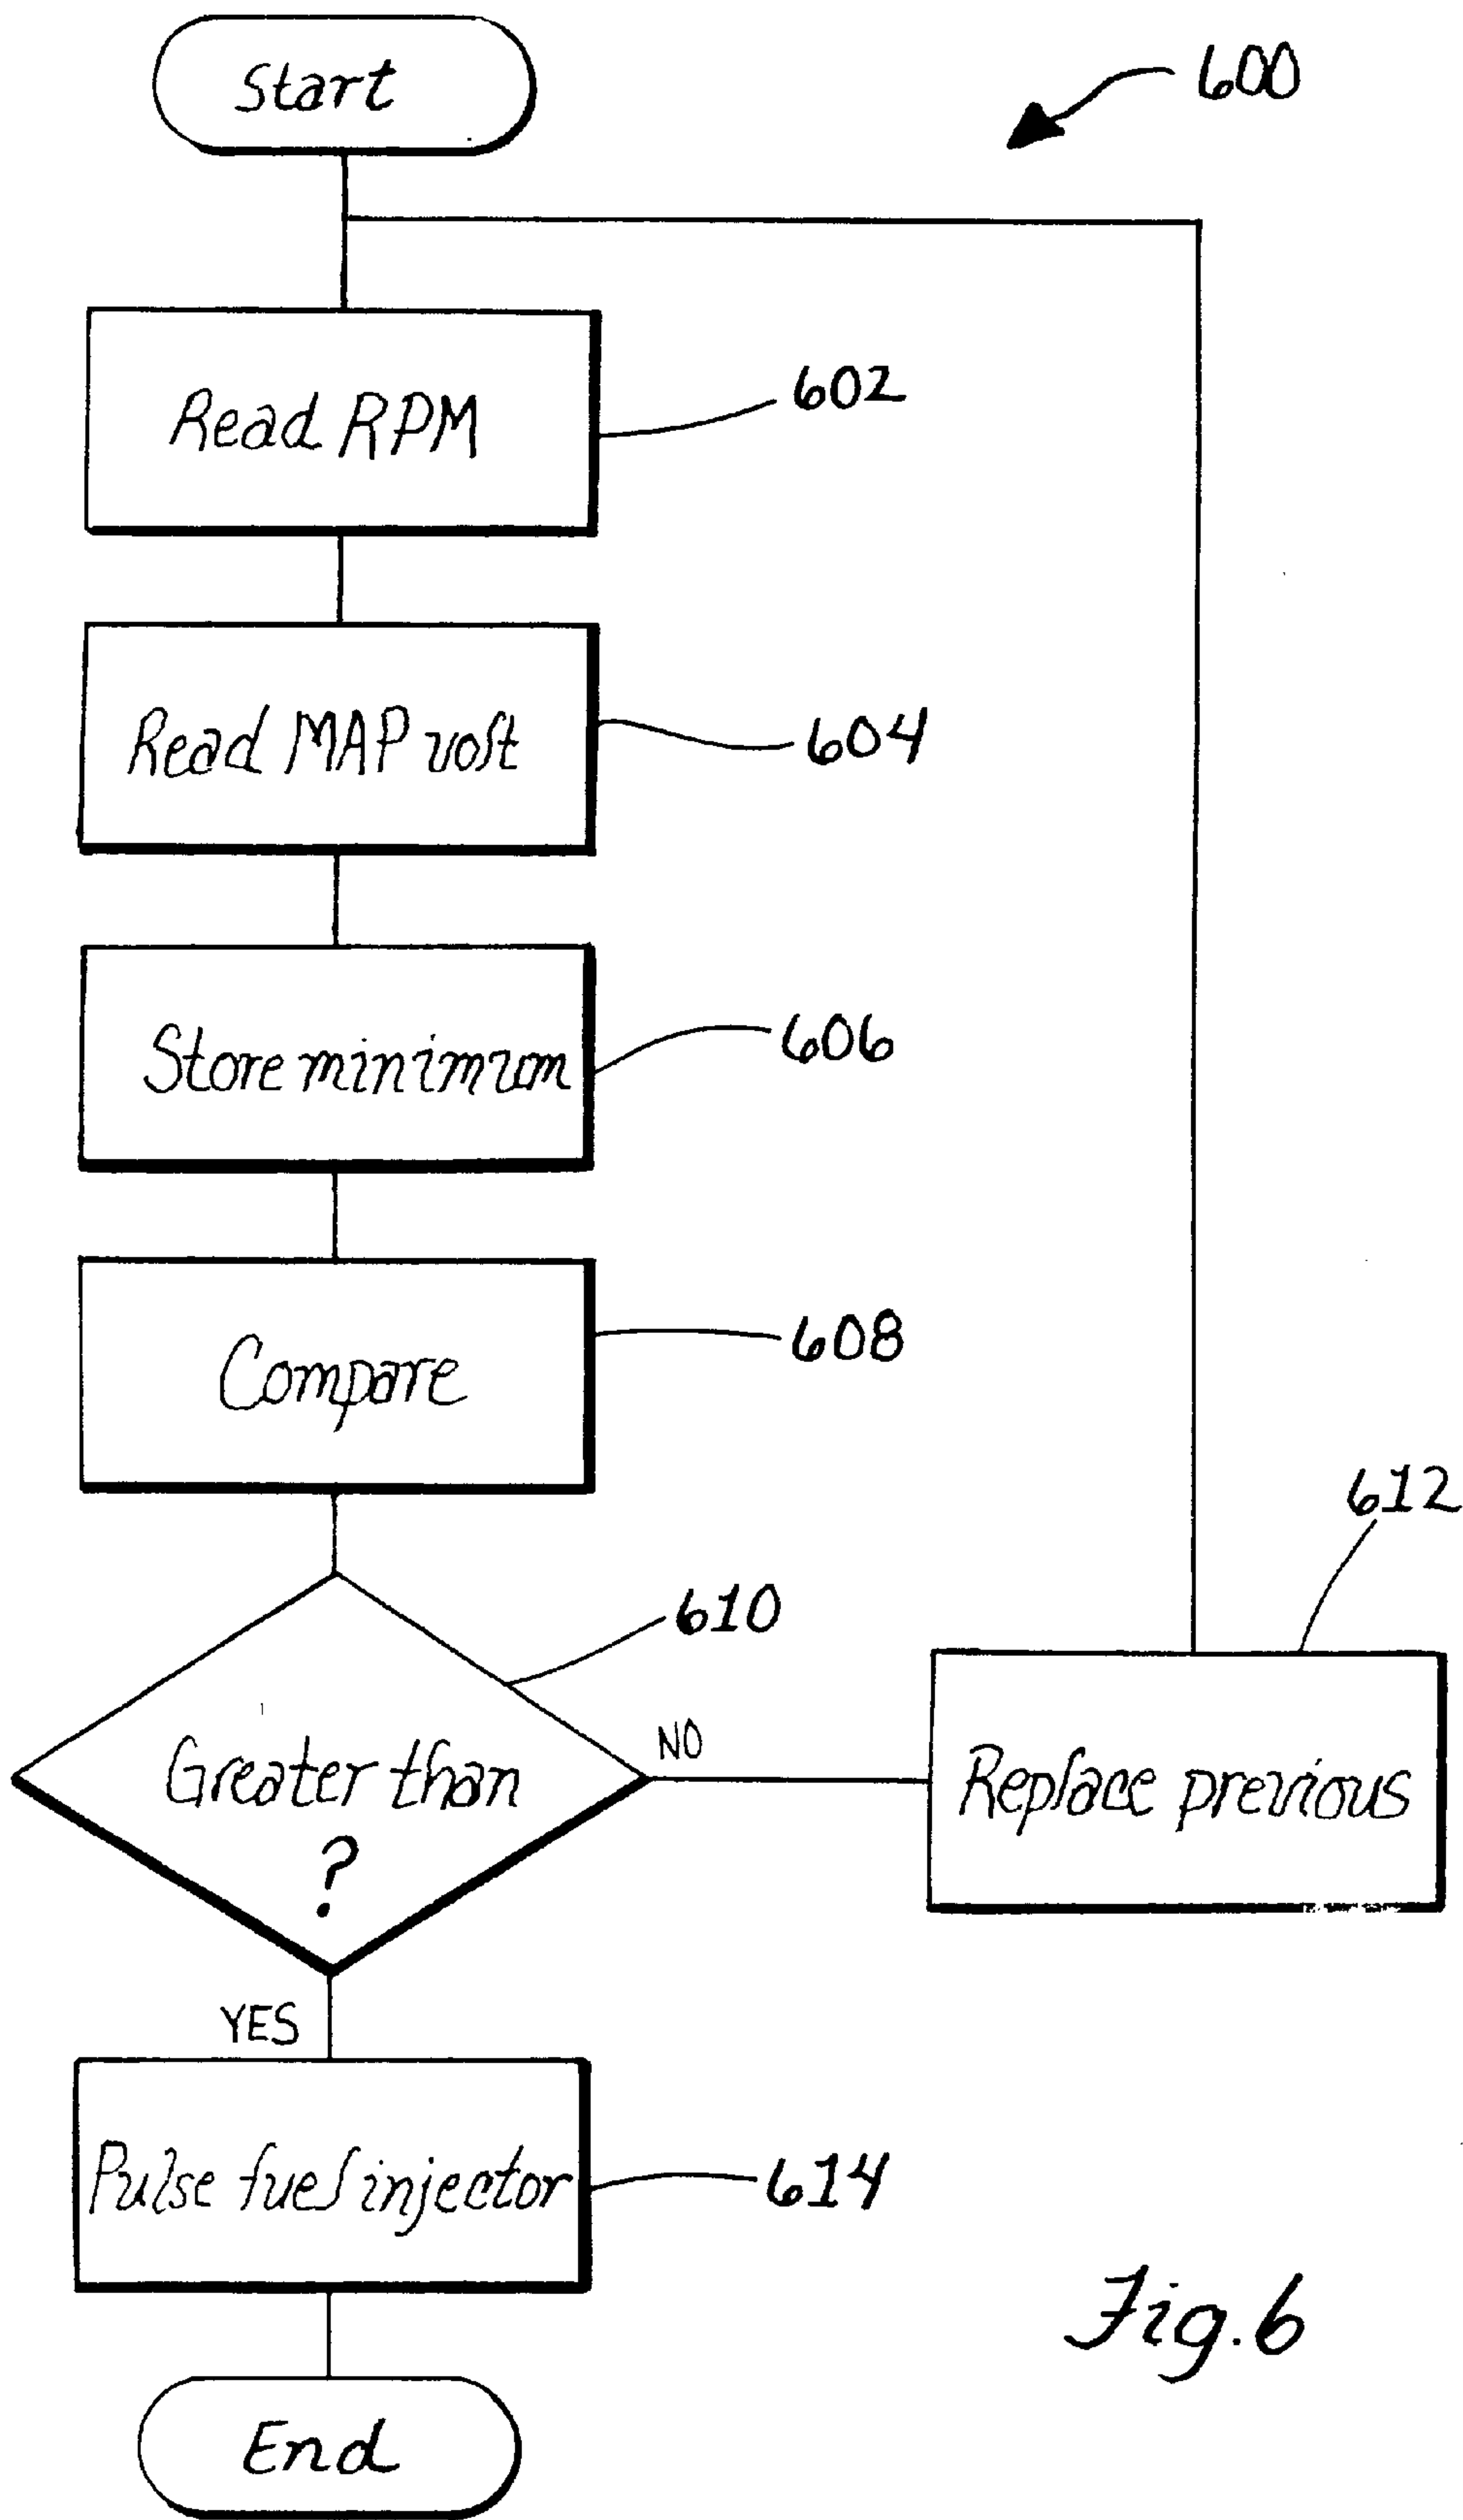 Start
600
Read RPM
602
Read MAP volt
604
Store minimum
606
Compare
608
612
610
Greater than
?
NO
Replace previous
YES
Pulse fuel injector
614
Fig. 6
End